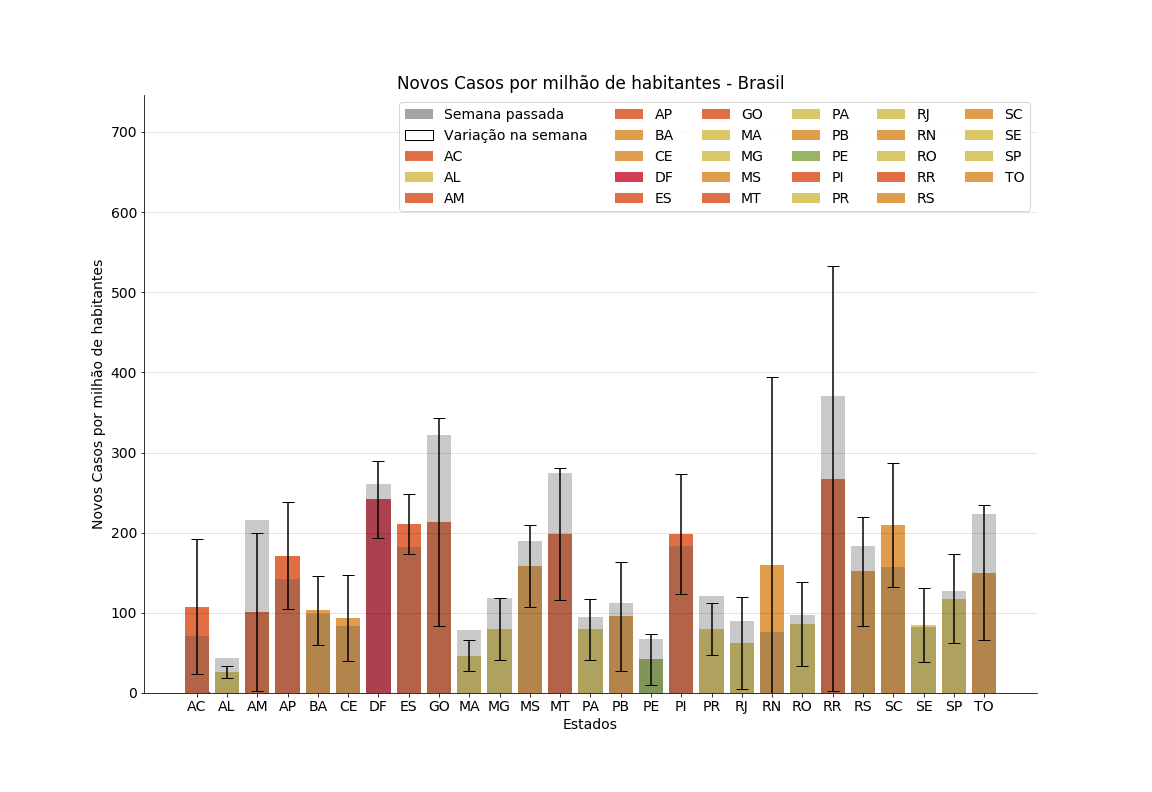 Novos Casos por milhão de habitantes - Brasil
Semana passada
Variação na semana
AC
AL
AM
AP
BA
CE
DF
ES
GO
MA
MG
MS
MT
PA
PB
PE
PI
PR
RJ
RN
RO
RR
RS
SC
SE
SP
TO
Novos Casos por milhão de habitantes
700
600
500
400
300
200
100
0
AC AL AM AP BA CE DF ES GO MA MG MS MT PA PB PE PI PR RJ RN RO RR RS SC SE SP TO
Estados